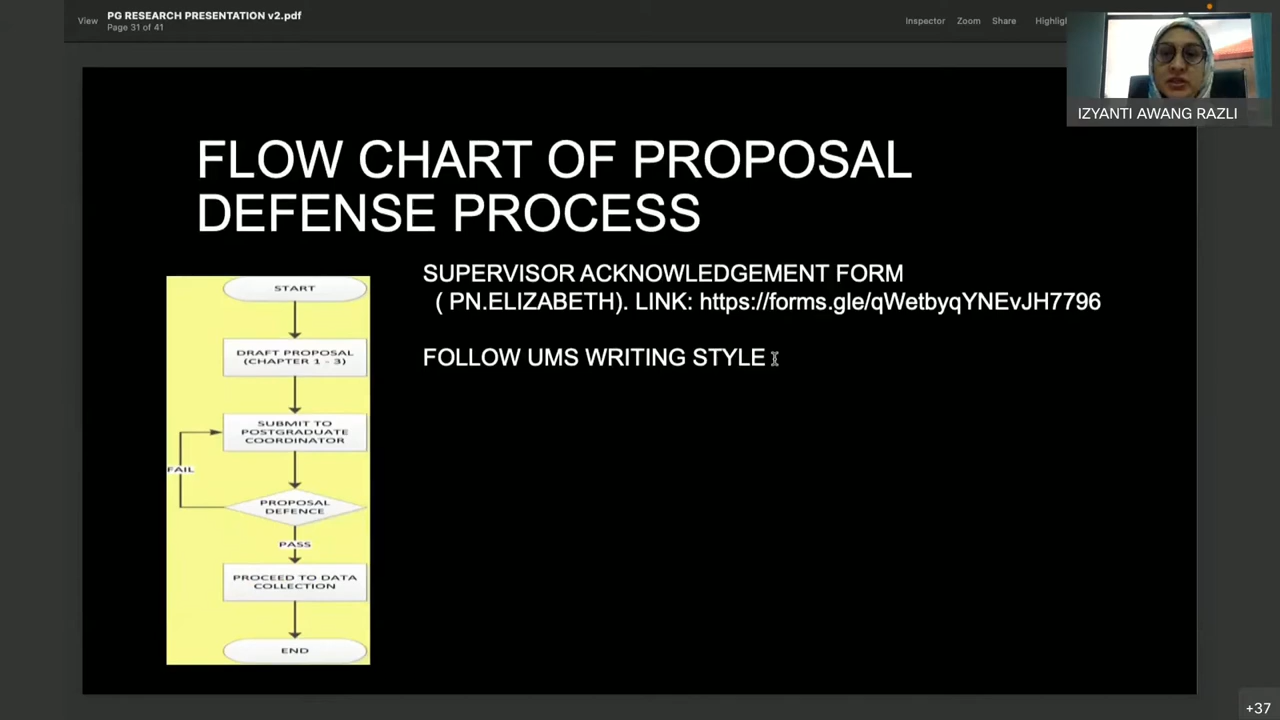 View
PG RESEARCH PRESENTATION v2.pdf
Page 31 of 41
Inspector
Zoom
Share
Highligh
IZYANTI AWANG RAZLI
FLOW CHART OF PROPOSAL
DEFENSE PROCESS
SUPERVISOR ACKNOWLEDGEMENT FORM
( PN.ELIZABETH). LINK: https://forms.gle/qWetbyqYNEvJH7796
FOLLOW UMS WRITING STYLE
START
DRAFT PROPOSAL
(CHAPTER 1 - 3)
SUBMIT TO
POSTGRADUATE
COORDINATOR
FAIL
PROPOSAL
DEFENCE
PASS
PROCEED TO DATA
COLLECTION
END
+37